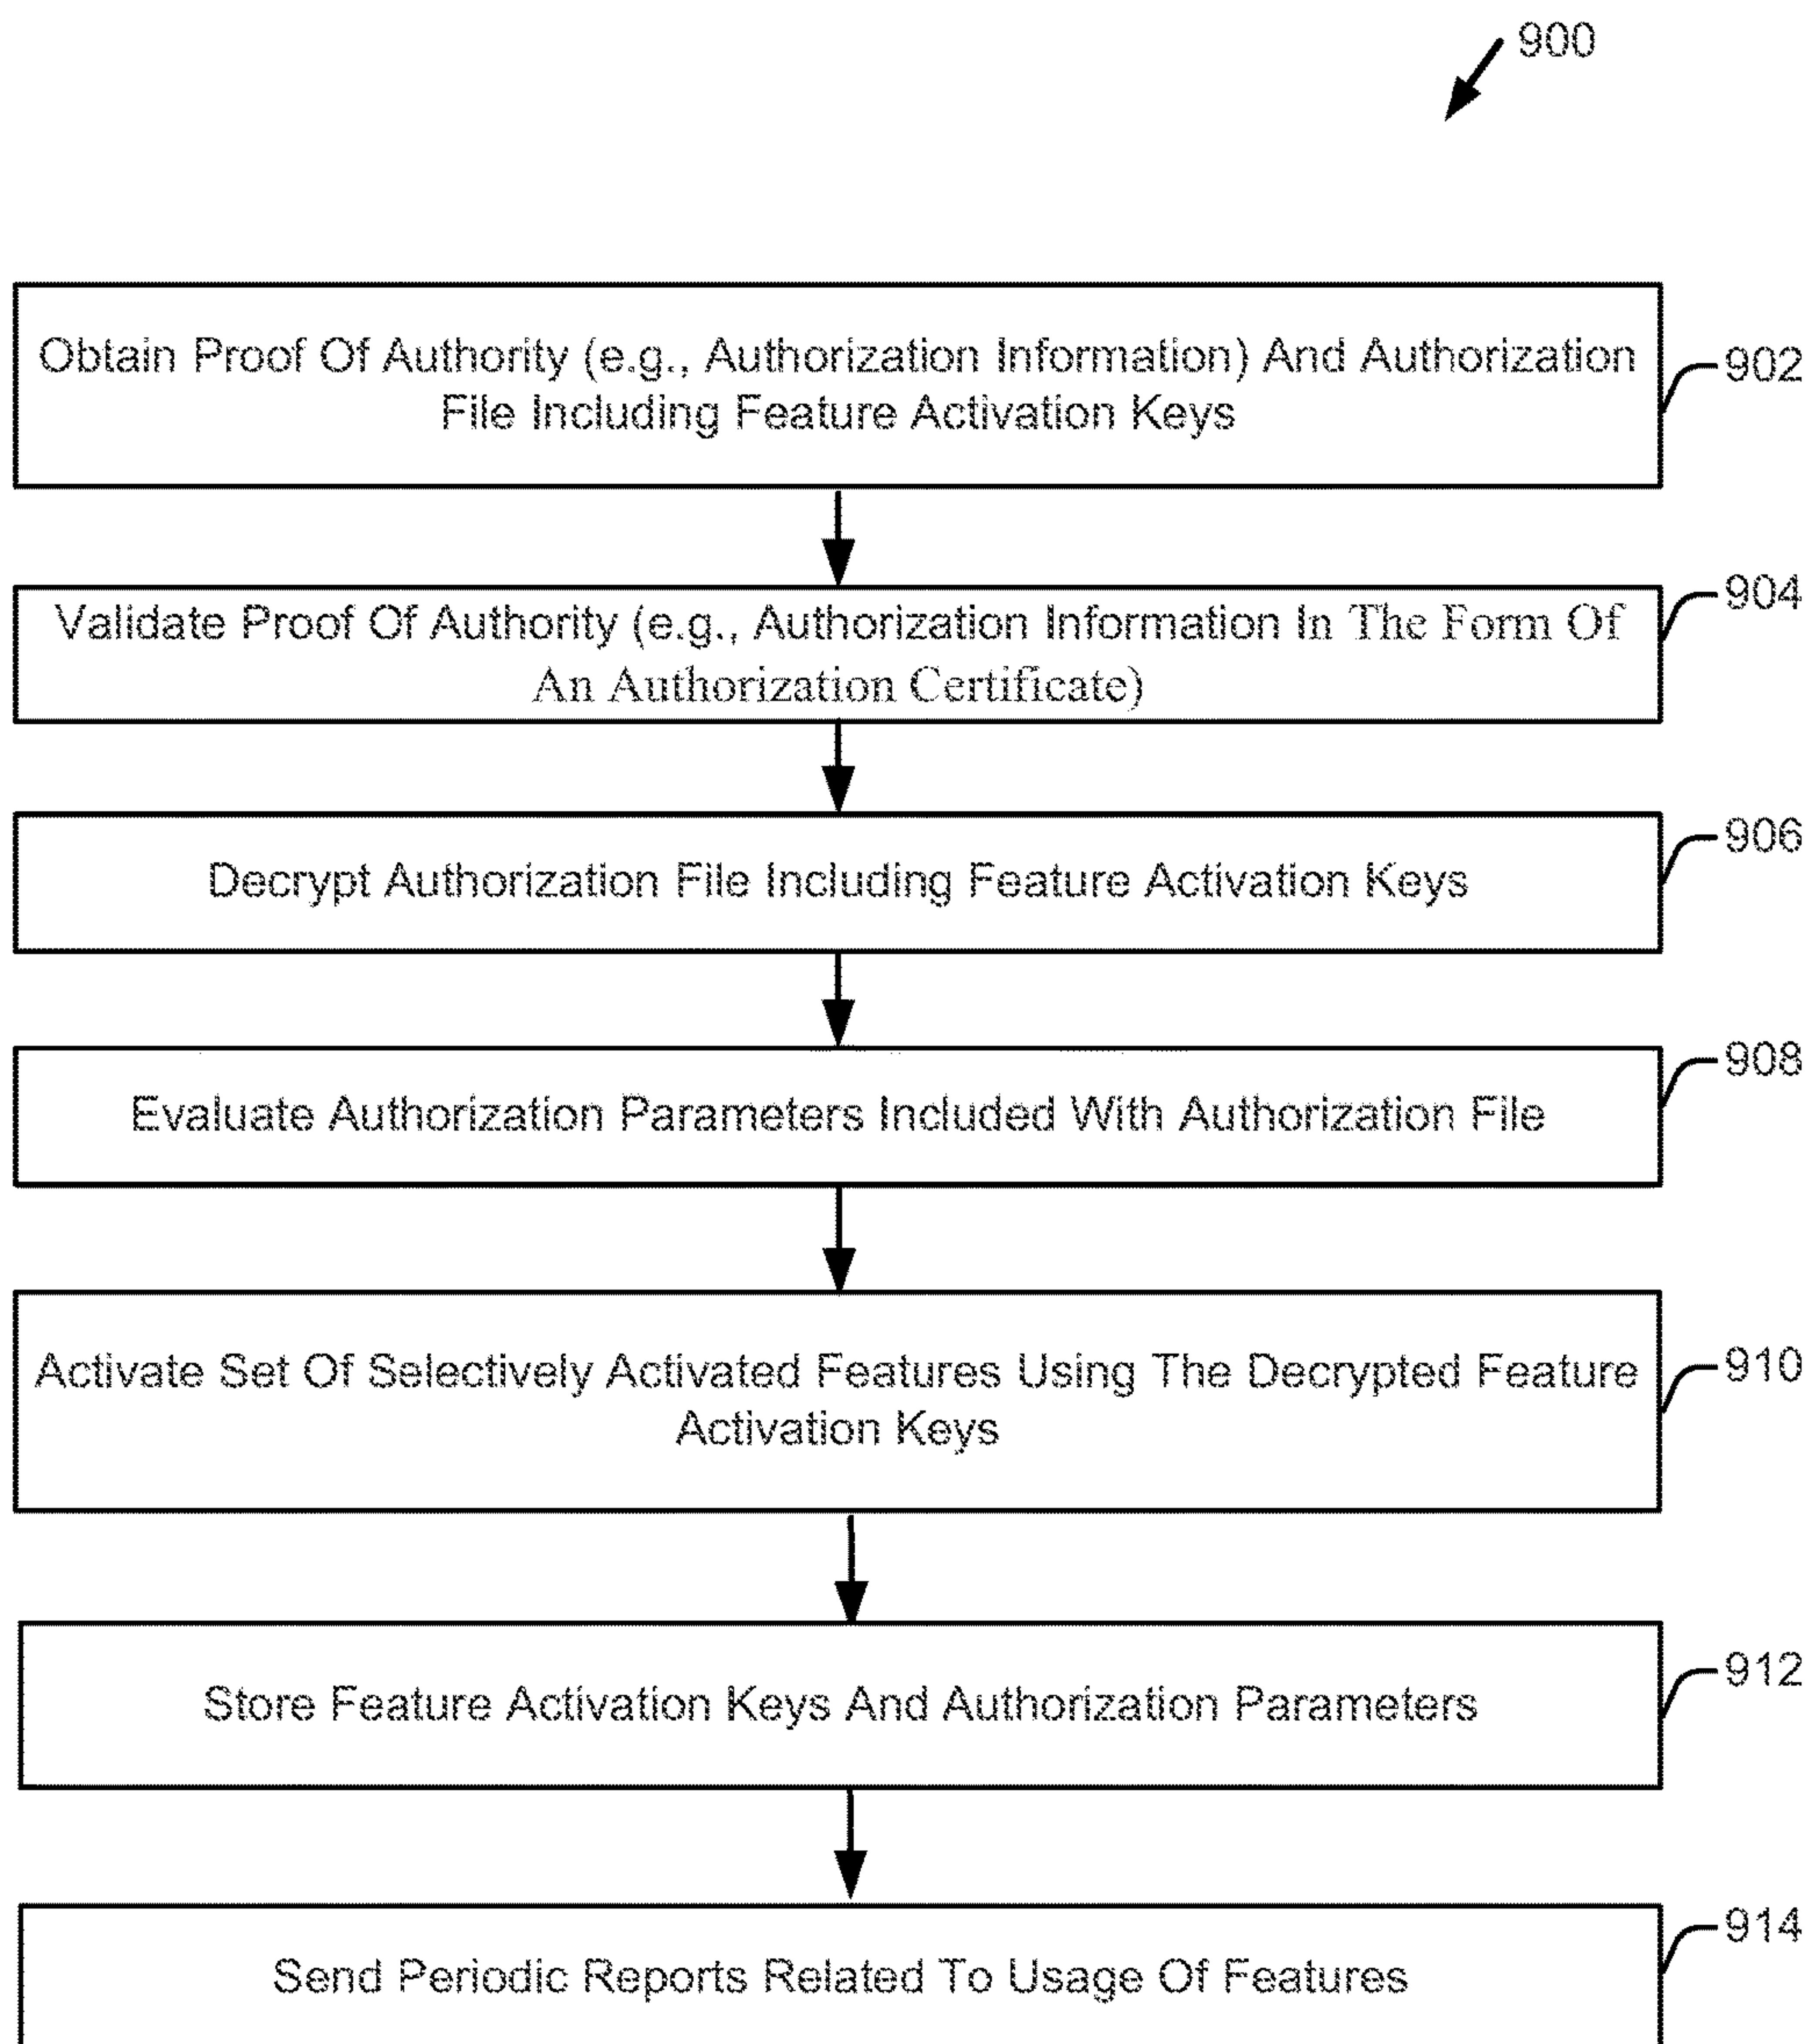 900
Obtain Proof Of Authority (e.g., Authorization Information) And Authorization
File Including Feature Activation Keys
902
Validate Proof Of Authority (e.g., Authorization Information In The Form Of
An Authorization Certificate)
904
Decrypt Authorization File Including Feature Activation Keys
906
Evaluate Authorization Parameters Included With Authorization File
908
Activate Set Of Selectively Activated Features Using The Decrypted Feature
Activation Keys
910
Store Feature Activation Keys And Authorization Parameters
912
Send Periodic Reports Related To Usage Of Features
914